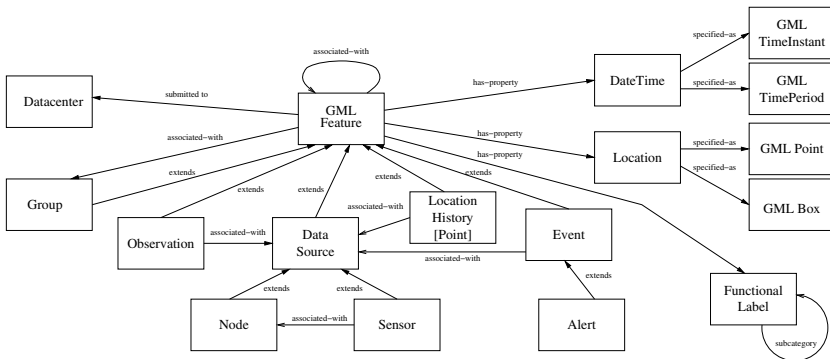 GML
TimeInstant
specified−as
associated−with
DateTime
has−property
specified−as
GML
TimePeriod
Datacenter
submitted to
GML
Feature
associated−with
has−property
has−property
Location
specified−as
GML Point
specified−as
Group
extends
extends
extends
extends
extends
GML Box
Observation
associated−with
Data
Source
associated−with
Location
History
[Point]
Event
associated−with
extends
extends
extends
Functional
Label
Node
associated−with
Sensor
Alert
subcategory